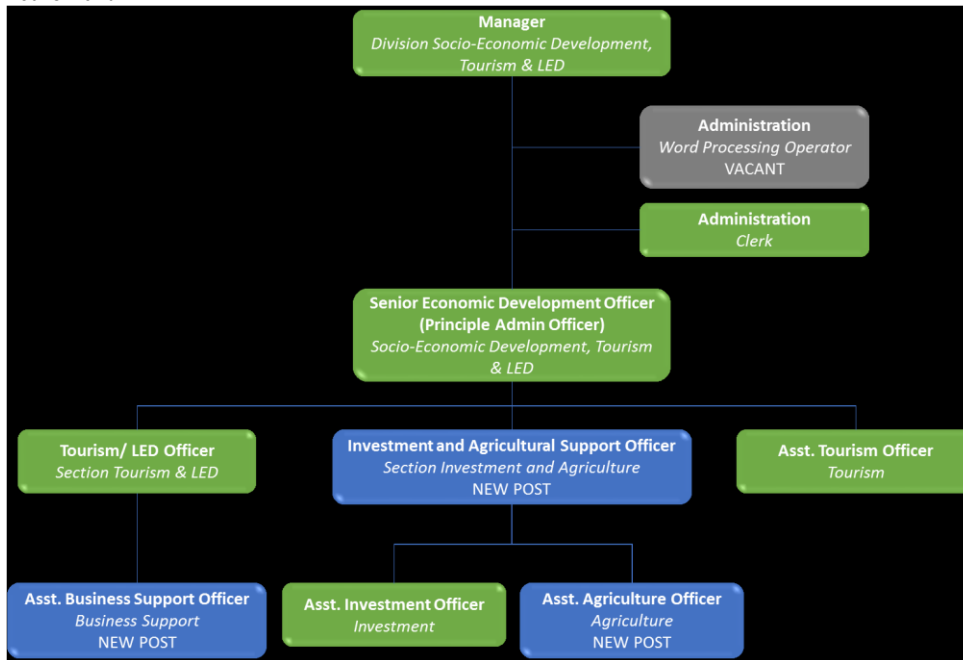 Manager
Division Socio-Economic Development,
Tourism & LED
Administration
Word Processing Operator
VACANT
Administration
Clerk
Senior Economic Development Officer
(Principle Admin Officer)
Socio-Economic Development, Tourism
& LED
Tourism/ LED Officer
Section Tourism & LED
Investment and Agricultural Support Officer
Section Investment and Agriculture
NEW POST
Asst. Tourism Officer
Tourism
Asst. Business Support Officer
Business Support
NEW POST
Asst. Investment Officer
Investment
Asst. Agriculture Officer
Agriculture
NEW POST